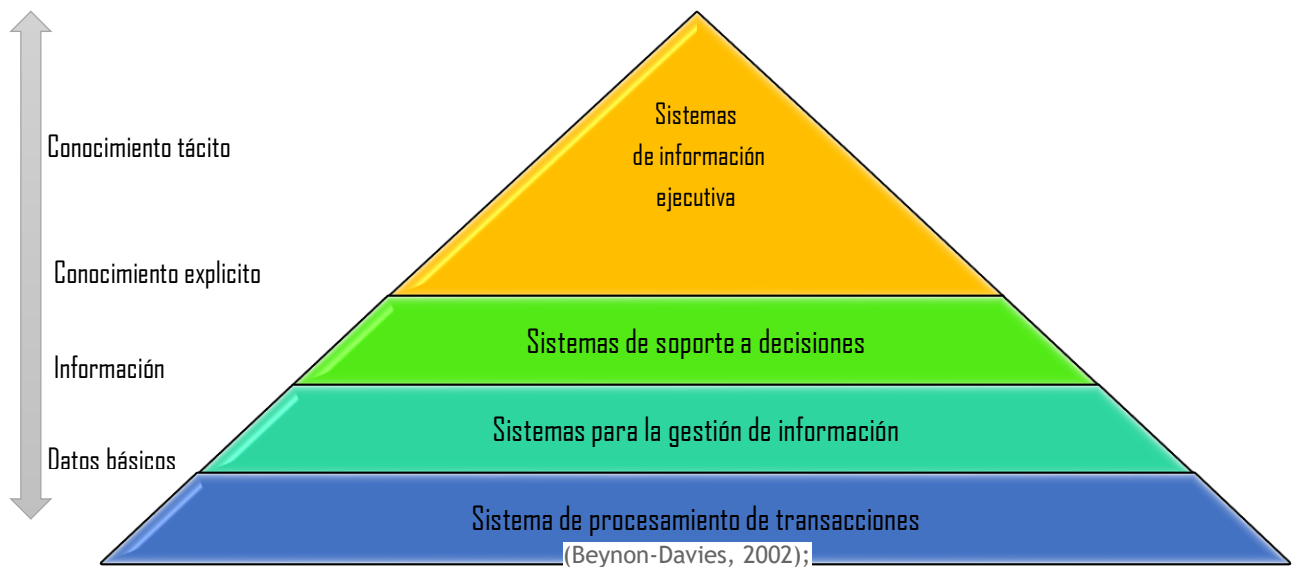 Sistemas
de información
ejecutiva
Conocimiento tácito
Conocimiento explicito
Sistemas de soporte a decisiones
Información
Sistemas para la gestión de información
Datos básicos
Sistema de procesamiento de transacciones
(Beynon-Davies, 2002);